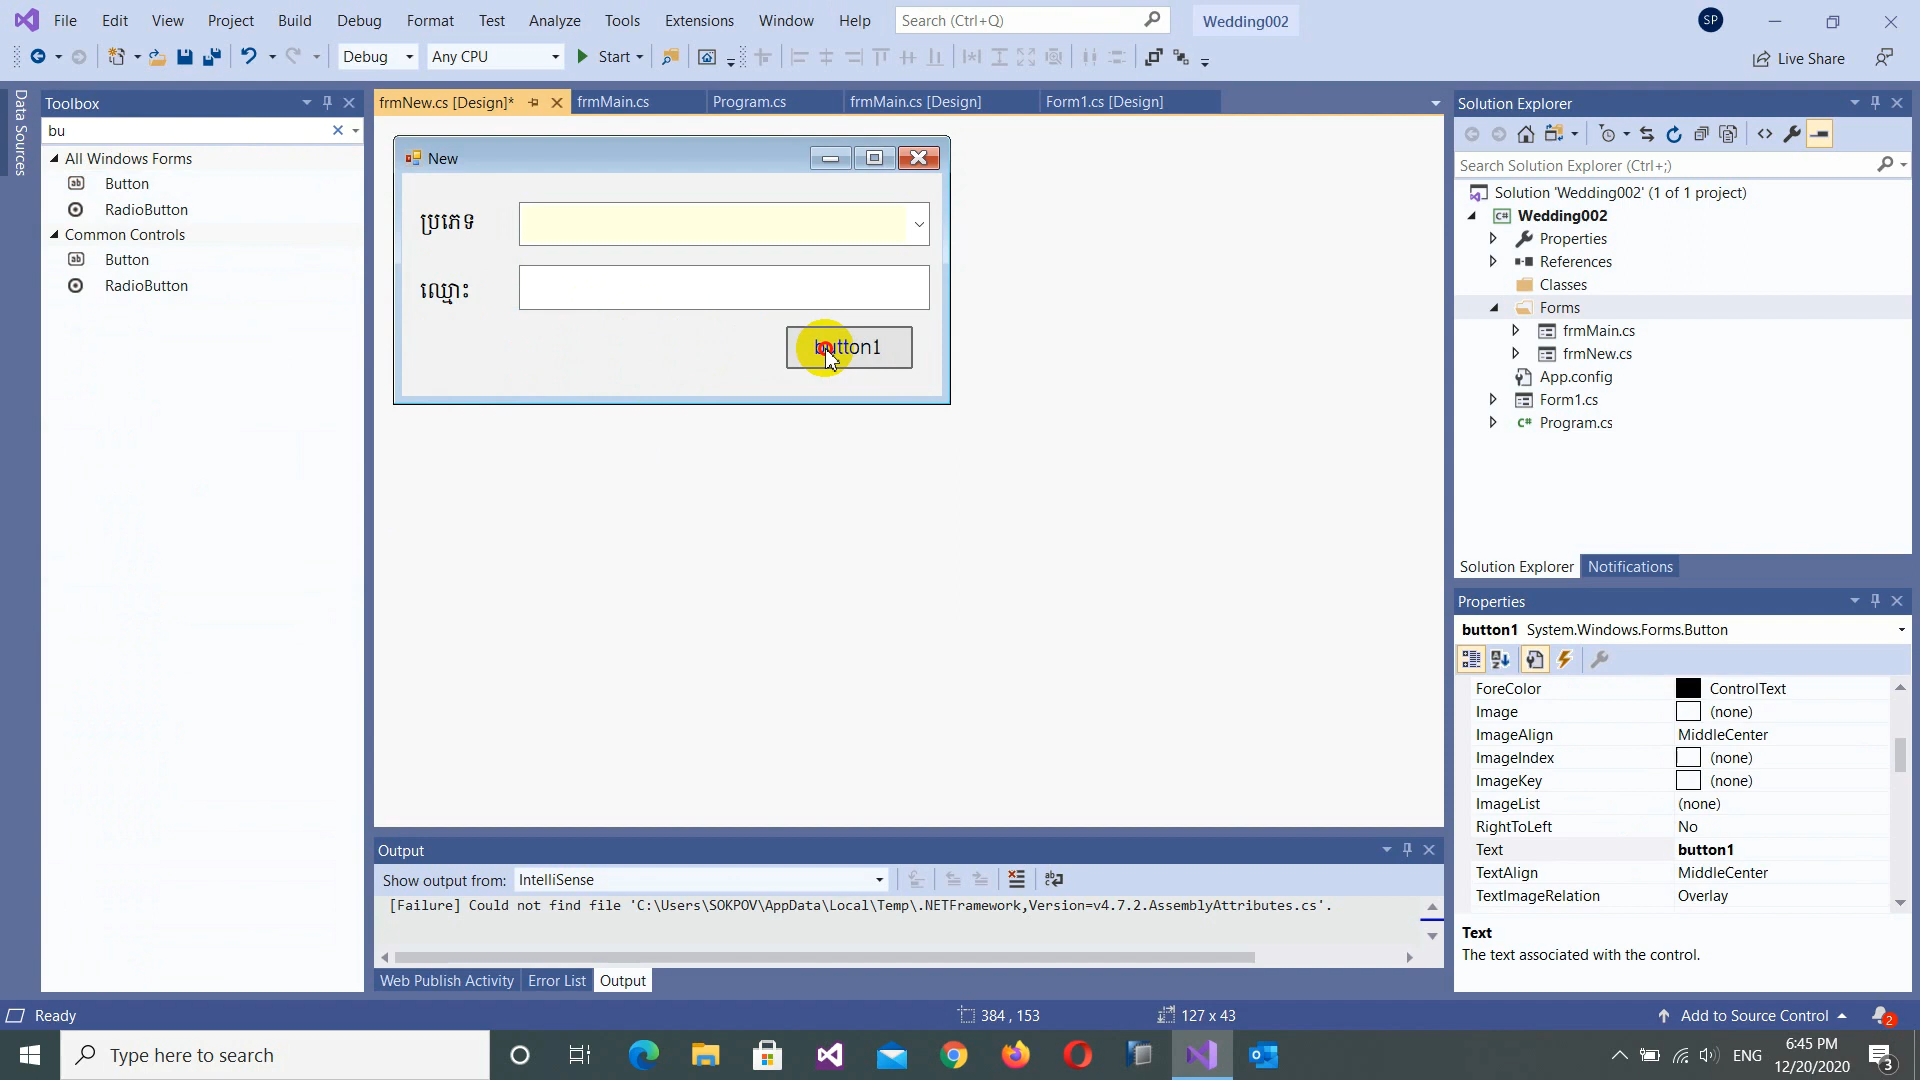 File Edit View Project Build Debug Format Test Analyze Tools Extensions Window Help Search (Ctrl+Q) Wedding002 SP
Debug Any CPU Start Live Share
Data Sources
Toolbox
bu
All Windows Forms
Button
RadioButton
Common Controls
Button
RadioButton
frmNew.cs [Design]* frmMain.cs Program.cs frmMain.cs [Design] Form1.cs [Design]
New
ប្រភេទ
ឈ្មោះ
button1
Output
Show output from: IntelliSense
[Failure] Could not find file 'C:\Users\SOKPOV\AppData\Local\Temp\.NETFramework,Version=v4.7.2.AssemblyAttributes.cs'.
Web Publish Activity Error List Output
Solution Explorer
Search Solution Explorer (Ctrl+;)
Solution 'Wedding002' (1 of 1 project)
Wedding002
Properties
References
Classes
Forms
frmMain.cs
frmNew.cs
App.config
Form1.cs
Program.cs
Solution Explorer Notifications
Properties
button1 System.Windows.Forms.Button
ForeColor ControlText
Image (none)
ImageAlign MiddleCenter
ImageIndex (none)
ImageKey (none)
ImageList (none)
RightToLeft No
Text button1
TextAlign MiddleCenter
TextImageRelation Overlay
Text
The text associated with the control.
Ready 384 , 153 127 x 43 Add to Source Control 2
Type here to search ENG 6:45 PM
12/20/2020 3